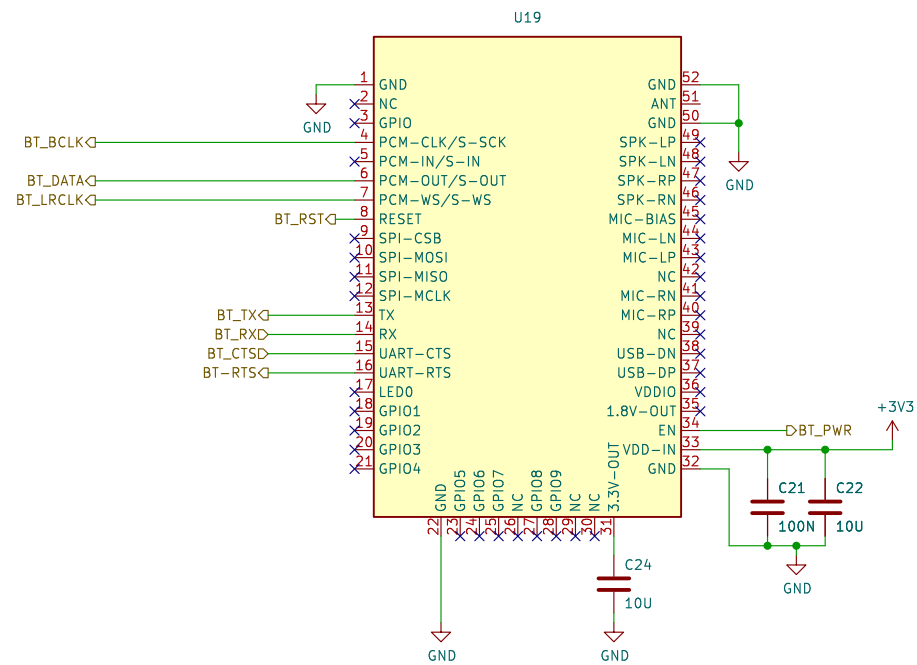 U19
1 GND
2 NC
3 GPIO
BT_BCLK 4 PCM-CLK/S-SCK
5 PCM-IN/S-IN
BT_DATA 6 PCM-OUT/S-OUT
BT_LRCLK 7 PCM-WS/S-WS
BT_RST 8 RESET
9 SPI-CSB
10 SPI-MOSI
11 SPI-MISO
12 SPI-MCLK
BT_TX 13 TX
BT_RX 14 RX
BT_CTS 15 UART-CTS
BT-RTS 16 UART-RTS
17 LED0
18 GPIO1
19 GPIO2
20 GPIO3
21 GPIO4
GND
22 GND
23 GPIO5
24 GPIO6
25 GPIO7
26 NC
27 GPIO8
28 GPIO9
29 NC
30 NC
31 3.3V-OUT
GND 52
ANT 51
GND 50
SPK-LP 49
SPK-LN 48
SPK-RP 47
SPK-RN 46
MIC-BIAS 45
MIC-LN 44
MIC-LP 43
NC 42
MIC-RN 41
MIC-RP 40
NC 39
USB-DN 38
USB-DP 37
VDDIO 36
1.8V-OUT 35
EN 34 BT_PWR
VDD-IN 33
GND 32
GND
+3V3
C21
100N
C22
10U
GND
C24
10U
GND
GND